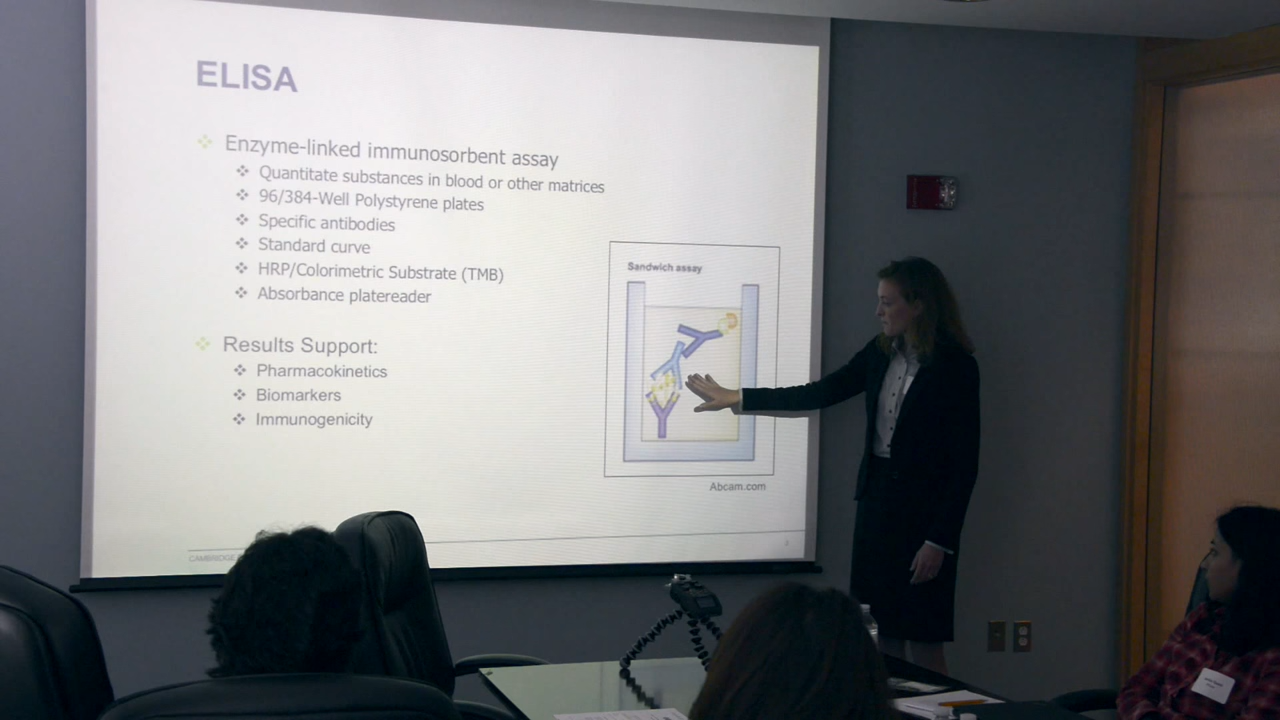 ELISA
Enzyme-linked immunosorbent assay
Quantitate substances in blood or other matrices
96/384-Well Polystyrene plates
Specific antibodies
Standard curve
HRP/Colorimetric Substrate (TMB)
Absorbance platereader
Results Support:
Pharmacokinetics
Biomarkers
Immunogenicity
Sandwich assay
Abcam.com
CAMBRIDGE